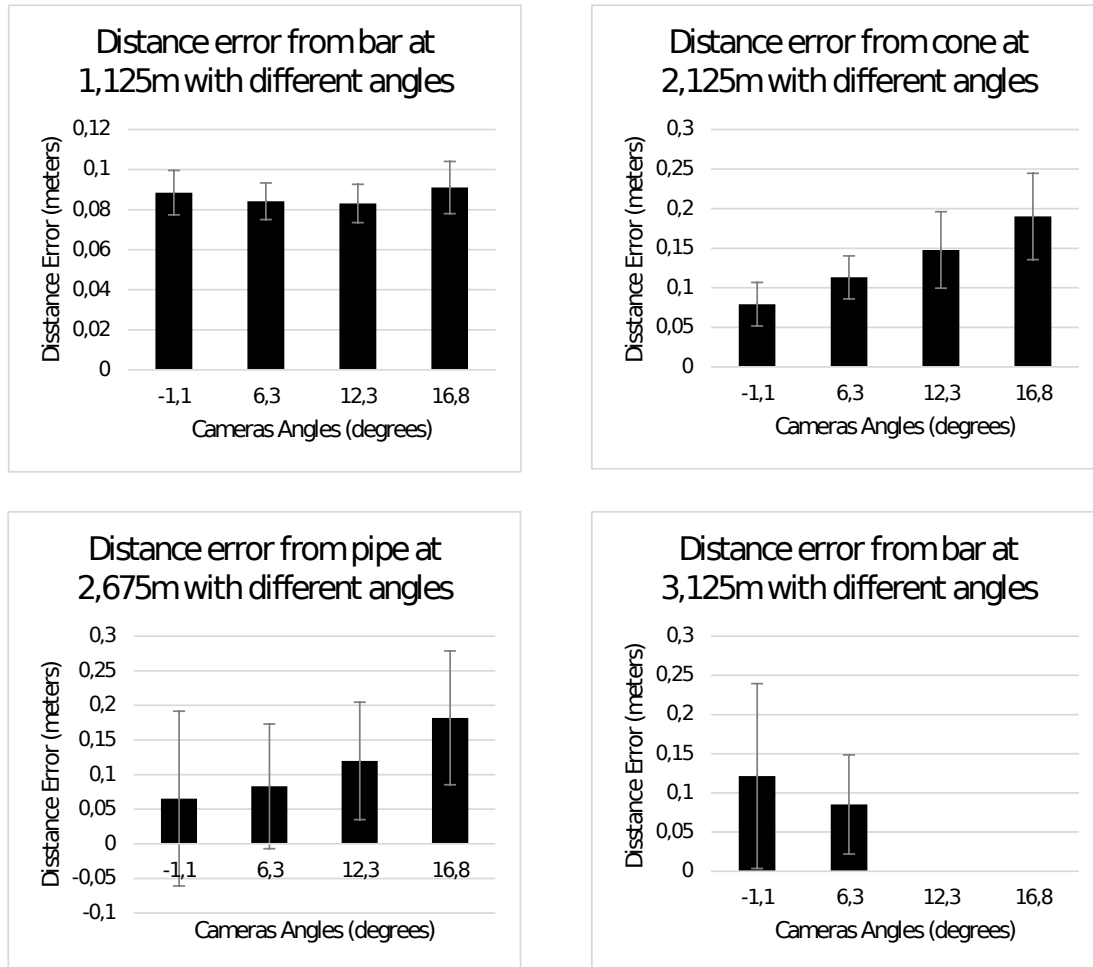 Distance error from bar at
1,125m with different angles
Disstance Error (meters)
0,12
0,1
0,08
0,06
0,04
0,02
0
-1,1 6,3 12,3 16,8
Cameras Angles (degrees)
Distance error from cone at
2,125m with different angles
Disstance Error (meters)
0,3
0,25
0,2
0,15
0,1
0,05
0
-1,1 6,3 12,3 16,8
Cameras Angles (degrees)
Distance error from pipe at
2,675m with different angles
Disstance Error (meters)
0,3
0,25
0,2
0,15
0,1
0,05
0
-0,05
-0,1
-1,1 6,3 12,3 16,8
Cameras Angles (degrees)
Distance error from bar at
3,125m with different angles
Disstance Error (meters)
0,3
0,25
0,2
0,15
0,1
0,05
0
-1,1 6,3 12,3 16,8
Cameras Angles (degrees)